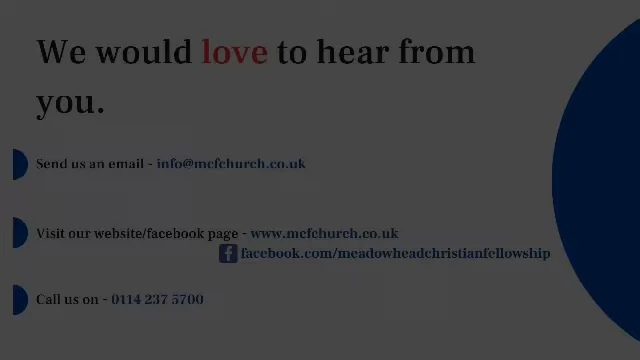 We would love to hear from
you.
Send us an email - info@mcfchurch.co.uk
Visit our website/facebook page - www.mcfchurch.co.uk
facebook.com/meadowheadchristianfellowship
Call us on - 0114 237 5700